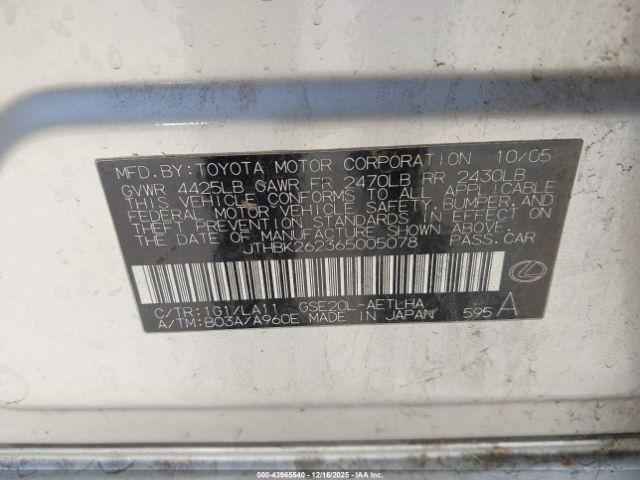 MFD. BY: TOYOTA MOTOR CORPORATION 10/05
GVWR 4425LB GAWR FR 2470LB RR 2430LB
THIS VEHICLE CONFORMS TO ALL APPLICABLE
FEDERAL MOTOR VEHICLE SAFETY, BUMPER, AND
THEFT PREVENTION STANDARDS IN EFFECT ON
THE DATE OF MANUFACTURE SHOWN ABOVE.
JTHBK262365005078 PASS. CAR
C/TR: 1G1/LA11 GSE20L-AETLHA
A/TM: B03A/A960E MADE IN JAPAN 595 A
000-43965540 - 12/16/2025 - IAA Inc.